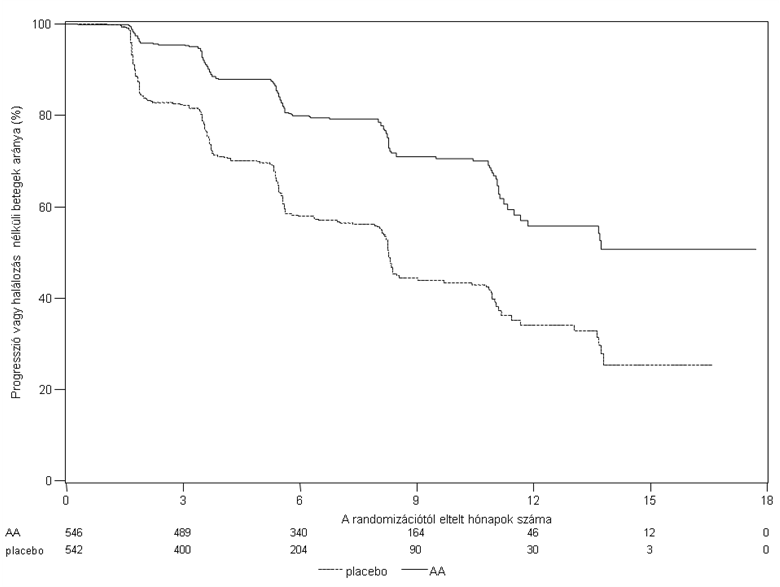 Progresszió vagy halálozás nélküli betegek aránya (%)
100
80
60
40
20
0
0 3 6 9 12 15 18
A randomizációtól eltelt hónapok száma
AA 546 489 340 164 46 12 0
placebo 542 400 204 90 30 3 0
placebo AA